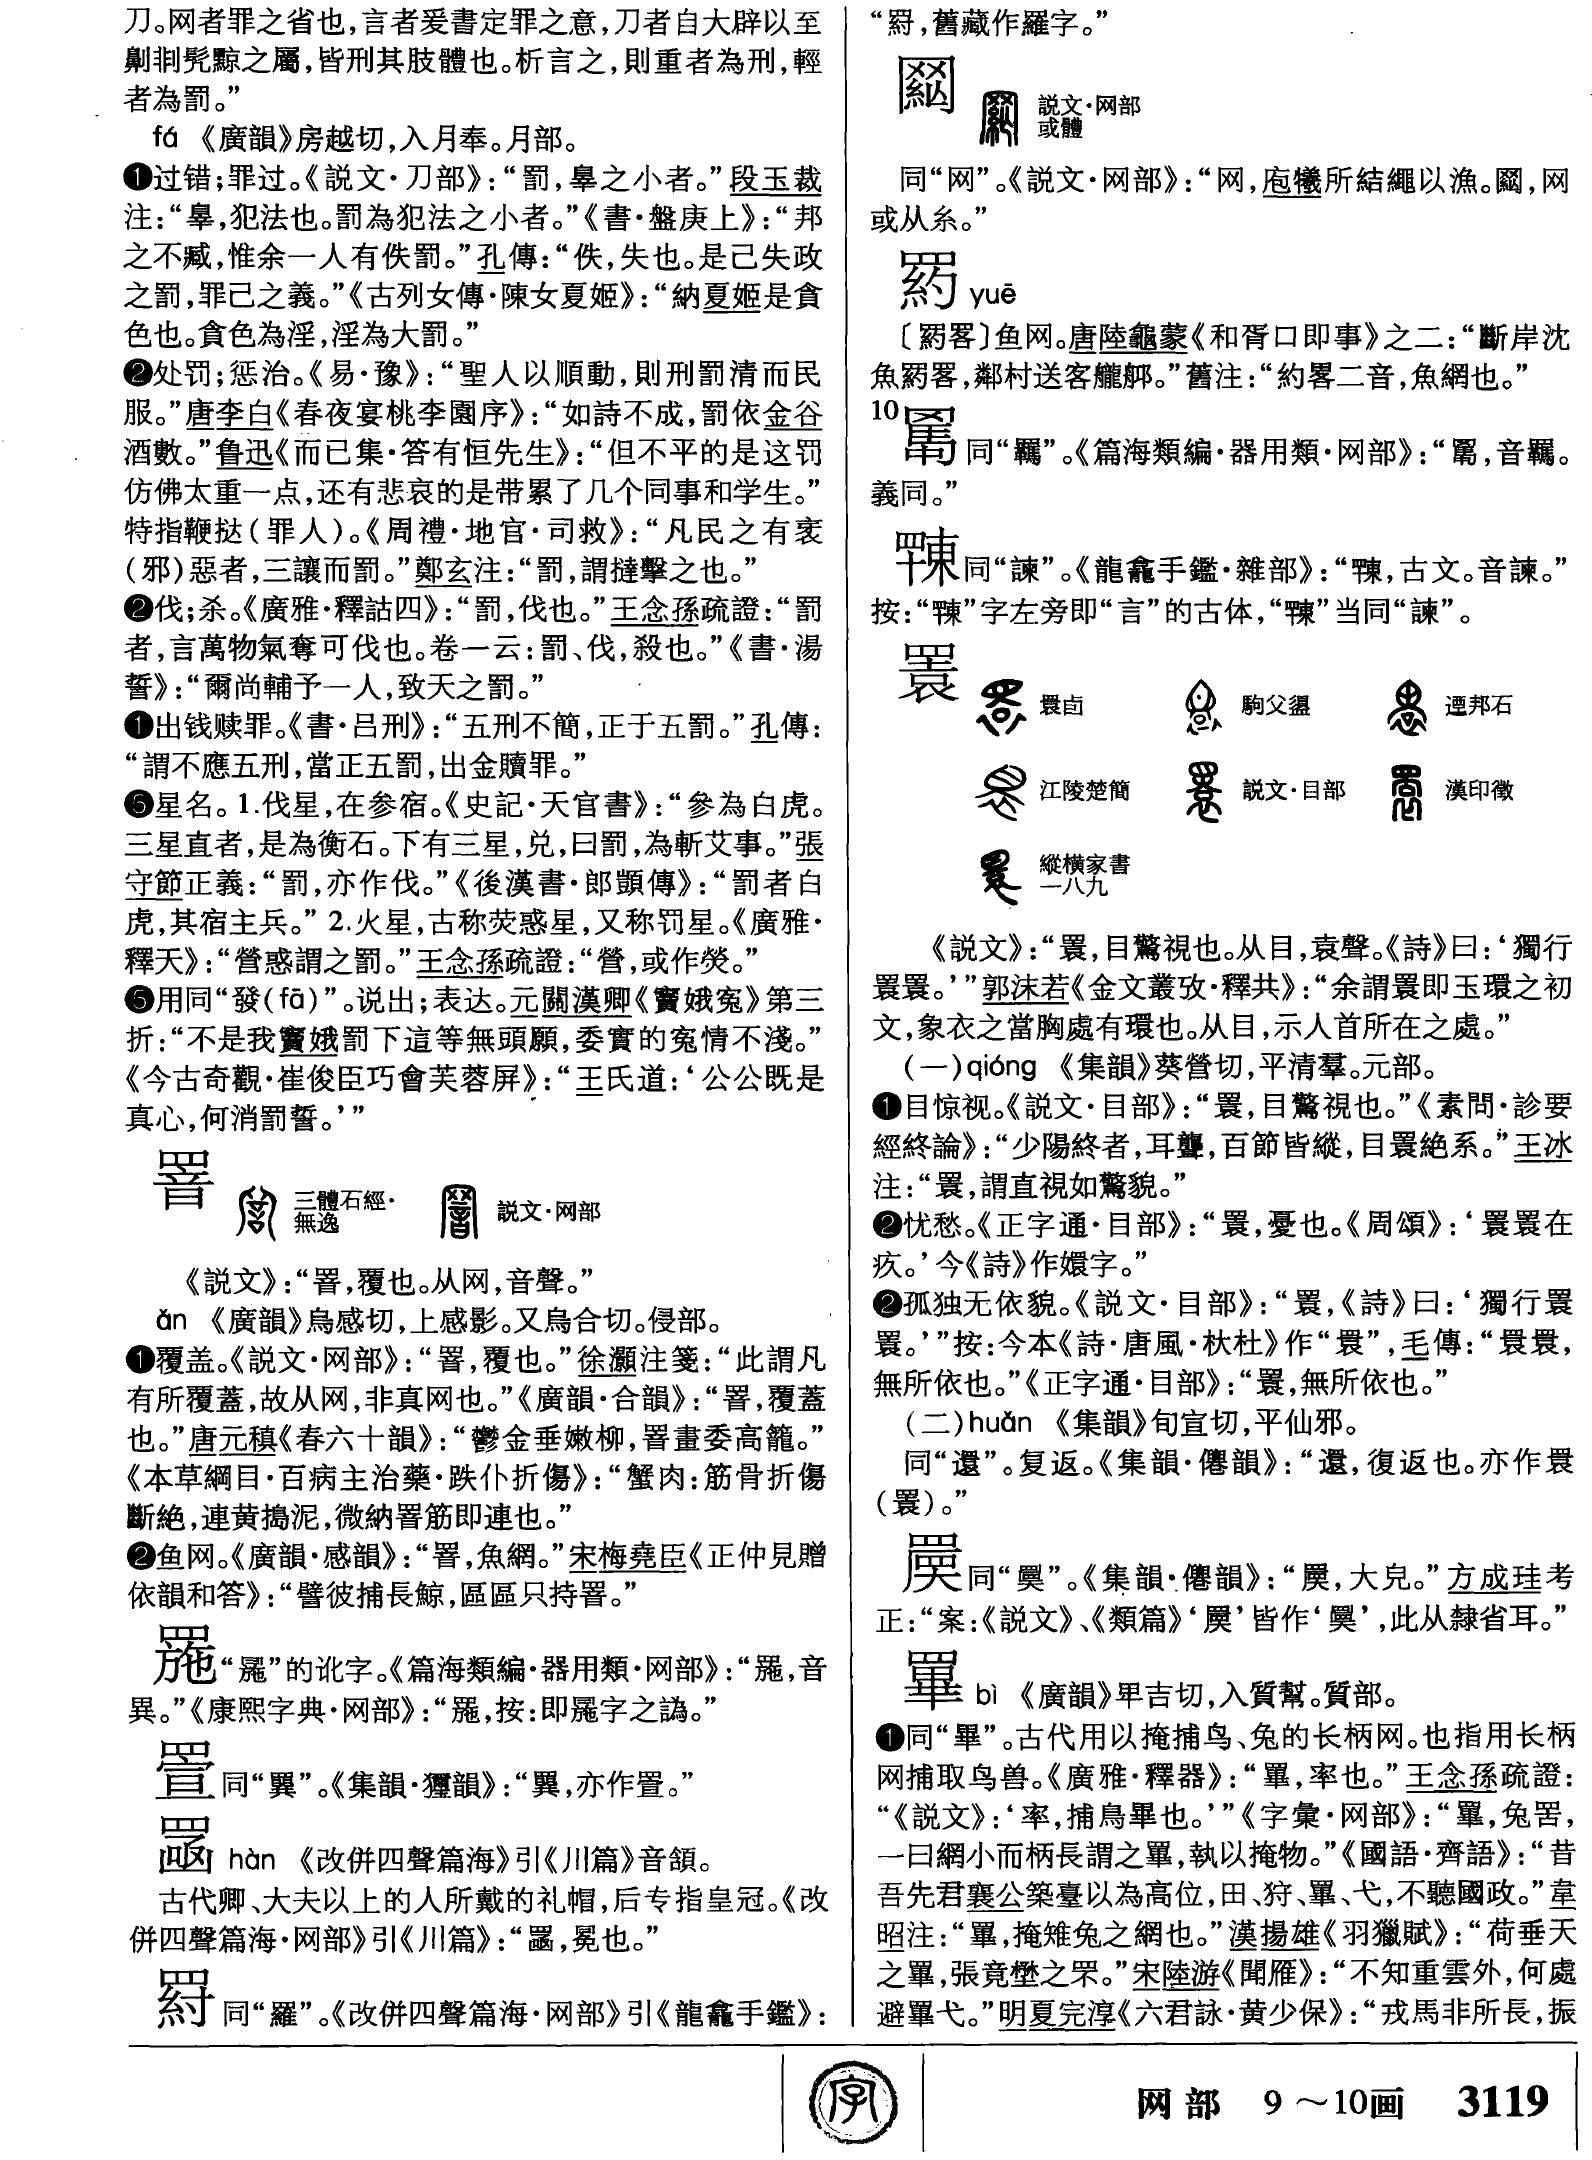 刀。网者罪之省也，言者爰書定罪之意，刀者自大辟以至
劓刵髡黥之屬，皆刑其肢體也。析言之，則重者為刑，輕
者為罰。”
fá 《廣韻》房越切，入月奉。月部。
❶过错；罪过。《説文·刀部》：“罰，辠之小者。”段玉裁
注：“辠，犯法也。罰為犯法之小者。”《書·盤庚上》：“邦
之不臧，惟余一人有佚罰。”孔傳：“佚，失也。是己失政
之罰，罪己之義。”《古列女傳·陳女夏姬》：“納夏姬是貪
色也。貪色為淫，淫為大罰。”
❷处罚；惩治。《易·豫》：“聖人以順動，則刑罰清而民
服。”唐李白《春夜宴桃李園序》：“如詩不成，罰依金谷
酒數。”鲁迅《而已集·答有恒先生》：“但不平的是这罚
仿佛太重一点，还有悲哀的是带累了几个同事和学生。”
特指鞭挞（罪人）。《周禮·地官·司救》：“凡民之有衺
（邪）惡者，三讓而罰。”鄭玄注：“罰，謂撻擊之也。”
❷伐；杀。《廣雅·釋詁四》：“罰，伐也。”王念孫疏證：“罰
者，言萬物氣奪可伐也。卷一云：罰、伐，殺也。”《書·湯
誓》：“爾尚輔予一人，致天之罰。”
❶出钱赎罪。《書·吕刑》：“五刑不簡，正于五罰。”孔傳：
“謂不應五刑，當正五罰，出金贖罪。”
❺星名。1.伐星，在参宿。《史記·天官書》：“參為白虎。
三星直者，是為衡石。下有三星，兑，曰罰，為斬艾事。”張
守節正義：“罰，亦作伐。”《後漢書·郎顗傳》：“罰者白
虎，其宿主兵。”2.火星，古称荧惑星，又称罚星。《廣雅·
釋天》：“營惑謂之罰。”王念孫疏證：“營，或作熒。”
❺用同“發(fā)”。说出；表达。元關漢卿《竇娥冤》第三
折：“不是我竇娥罰下這等無頭願，委實的冤情不淺。”
《今古奇觀·崔俊臣巧會芙蓉屏》：“王氏道：‘公公既是
真心，何消罰誓。’”
罯 三體石經·無逸 説文·网部
《説文》：“罯，覆也。从网，音聲。”
ǎn 《廣韻》烏感切，上感影。又烏合切。侵部。
❶覆盖。《説文·网部》：“罯，覆也。”徐灝注箋：“此謂凡
有所覆蓋，故从网，非真网也。”《廣韻·合韻》：“罯，覆蓋
也。”唐元稹《春六十韻》：“鬱金垂嫩柳，罯畫委高籠。”
《本草綱目·百病主治藥·跌仆折傷》：“蟹肉：筋骨折傷
斷絶，連黄搗泥，微納罯筋即連也。”
❷鱼网。《廣韻·感韻》：“罯，魚網。”宋梅堯臣《正仲見贈
依韻和答》：“譬彼捕長鯨，區區只持罯。”
“”的讹字。《篇海類編·器用類·网部》：“，音
異。”《康熙字典·网部》：“，按：即字之譌。”
同“”。《集韻·獮韻》：“，亦作。”
hàn 《改併四聲篇海》引《川篇》音頷。
古代卿、大夫以上的人所戴的礼帽，后专指皇冠。《改
併四聲篇海·网部》引《川篇》：“，冕也。”
同“羅”。《改併四聲篇海·网部》引《龍龕手鑑》：
“，舊藏作羅字。”
説文·网部
或體
同“网”。《説文·网部》：“网，庖犧所結繩以漁。，网
或从糸。”
yuē
〔畧〕鱼网。唐陸龜蒙《和胥口即事》之二：“斷岸沈
魚畧，鄰村送客艬艀。”舊注：“約畧二音，魚網也。”
10
同“羈”。《篇海類編·器用類·网部》：“，音羈。
義同。”
同“諫”。《龍龕手鑑·雜部》：“，古文。音諫。”
按：“”字左旁即“言”的古体，“”当同“諫”。
睘 睘卣 駒父盨 遷邦石
江陵楚簡 説文·目部 漢印徵
縱橫家書
一八九
《説文》：“瞏，目驚視也。从目，袁聲。《詩》曰：‘獨行
瞏瞏。’”郭沫若《金文叢攷·釋共》：“余謂瞏即玉環之初
文，象衣之當胸處有環也。从目，示人首所在之處。”
（一）qióng 《集韻》葵營切，平清羣。元部。
❶目惊视。《説文·目部》：“瞏，目驚視也。”《素問·診要
經終論》：“少陽終者，耳聾，百節皆縱，目瞏絶系。”王冰
注：“瞏，謂直視如驚貌。”
❷忧愁。《正字通·目部》：“瞏，憂也。《周頌》：‘瞏瞏在
疚。’今《詩》作嬛字。”
❷孤独无依貌。《説文·目部》：“瞏，《詩》曰：‘獨行瞏
瞏。’”按：今本《詩·唐風·杕杜》作“睘”，毛傳：“睘睘，
無所依也。”《正字通·目部》：“瞏，無所依也。”
（二）huǎn 《集韻》旬宣切，平仙邪。
同“還”。复返。《集韻·僊韻》：“還，復返也。亦作睘
（瞏）。”
同“”。《集韻·僊韻》：“，大皃。”方成珪考
正：“案：《説文》、《類篇》‘’皆作‘’，此从隸省耳。”
罼 bì 《廣韻》卑吉切，入質幫。質部。
❶同“畢”。古代用以掩捕鸟、兔的长柄网。也指用长柄
网捕取鸟兽。《廣雅·釋器》：“罼，率也。”王念孫疏證：
“《説文》：‘率，捕鳥畢也。’”《字彙·网部》：“罼，兔罟，
一曰網小而柄長謂之罼，執以掩物。”《國語·齊語》：“昔
吾先君襄公築臺以為高位，田、狩、罼、弋，不聽國政。”韋
昭注：“罼，掩雉兔之網也。”漢揚雄《羽獵賦》：“荷垂天
之罼，張竟壄之罘。”宋陸游《聞雁》：“不知重雲外，何處
避罼弋。”明夏完淳《六君詠·黄少保》：“戎馬非所長，振
字 网部 9～10画 3119